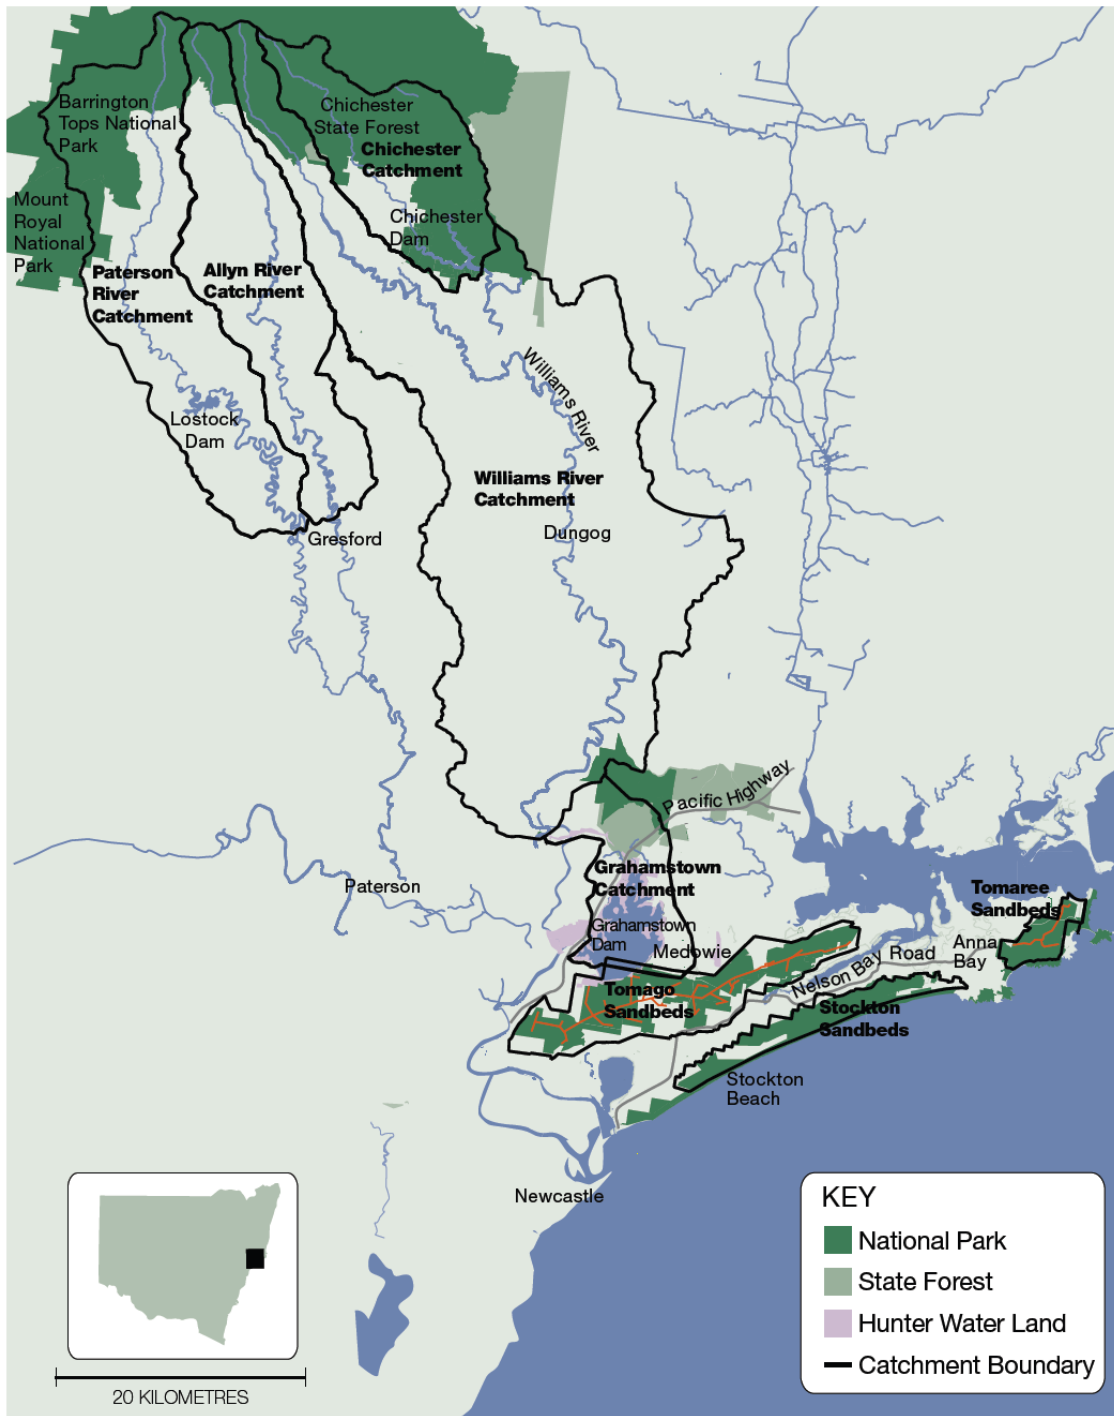 Barrington
Tops National
Park
Chichester
State Forest
Chichester
Catchment
Mount
Royal
National
Park
Chichester
Dam
Paterson
River
Catchment
Allyn River
Catchment
Williams River
Lostock
Dam
Williams River
Catchment
Dungog
Gresford
Pacific Highway
Grahamstown
Catchment
Paterson
Tomaree
Sandbeds
Grahamstown
Dam
Medowie
Nelson Bay Road
Anna
Bay
Tomago
Sandbeds
Stockton
Sandbeds
Stockton
Beach
Newcastle
KEY
National Park
State Forest
Hunter Water Land
Catchment Boundary
20 KILOMETRES